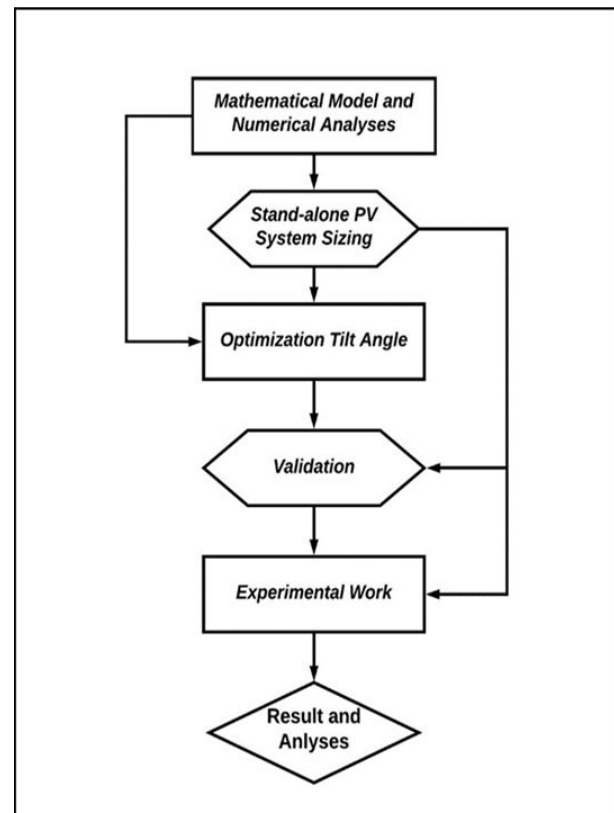 Mathematical Model and
Numerical Analyses
Stand-alone PV
System Sizing
Optimization Tilt Angle
Validation
Experimental Work
Result and
Anlyses